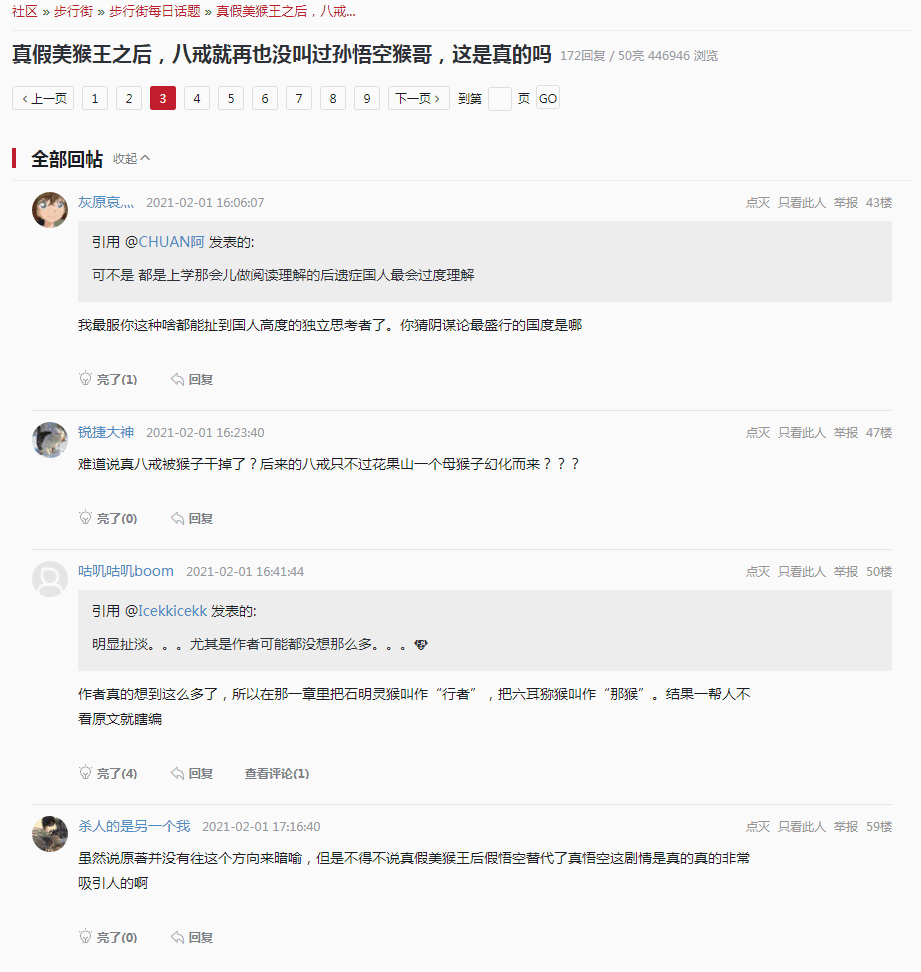 社区 » 步行街 » 步行街每日话题 » 真假美猴王之后，八戒...
真假美猴王之后，八戒就再也没叫过孙悟空猴哥，这是真的吗 172回复 / 50亮 446946 浏览
上一页 1 2 3 4 5 6 7 8 9 下一页 到第 页 GO
全部回帖 收起
灰原哀灬 2021-02-01 16:06:07 点灭 只看此人 举报 43楼
引用 @CHUAN阿 发表的:
可不是 都是上学那会儿做阅读理解的后遗症国人最会过度理解
我最服你这种啥都能扯到国人高度的独立思考者了。你猜阴谋论最盛行的国度是哪
亮了(1) 回复
锐捷大神 2021-02-01 16:23:40 点灭 只看此人 举报 47楼
难道说真八戒被猴子干掉了？后来的八戒只不过花果山一个母猴子幻化而来？？？
亮了(0) 回复
咕叽咕叽boom 2021-02-01 16:41:44 点灭 只看此人 举报 50楼
引用 @Icekkicekk 发表的:
明显扯淡。。。尤其是作者可能都没想那么多。。。
作者真的想到这么多了，所以在那一章里把石明灵猴叫作“行者”，把六耳猕猴叫作“那猴”。结果一帮人不
看原文就瞎编
亮了(4) 回复 查看评论(1)
杀人的是另一个我 2021-02-01 17:16:40 点灭 只看此人 举报 59楼
虽然说原著并没有往这个方向来暗喻，但是不得不说真假美猴王后假悟空替代了真悟空这剧情是真的真的非常
吸引人的啊
亮了(0) 回复